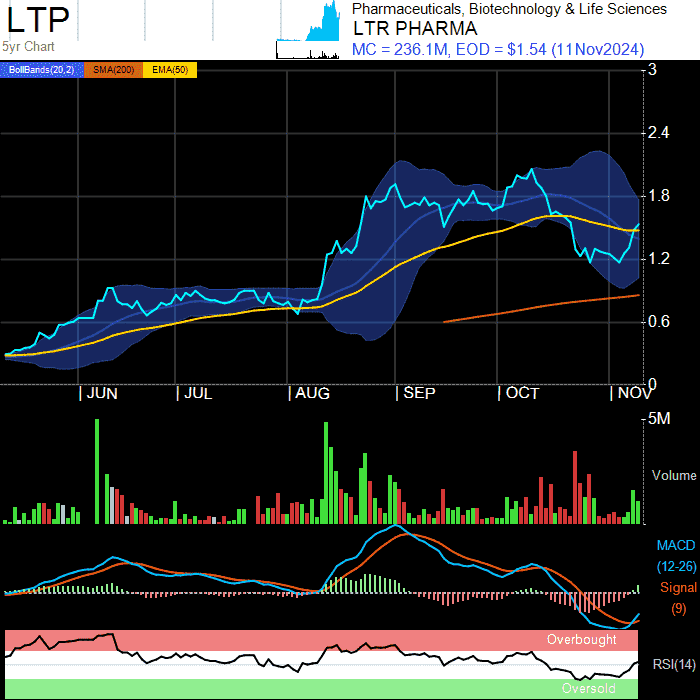 LTP
5yr Chart
Pharmaceuticals, Biotechnology & Life Sciences
LTR PHARMA
MC = 236.1M, EOD = $1.54 (11Nov2024)
BollBands(20,2) SMA(200) EMA(50)
3
2.4
1.8
1.2
0.6
0
JUN JUL AUG SEP OCT NOV
5M
Volume
MACD
(12-26)
Signal
(9)
Overbought
RSI(14)
Oversold